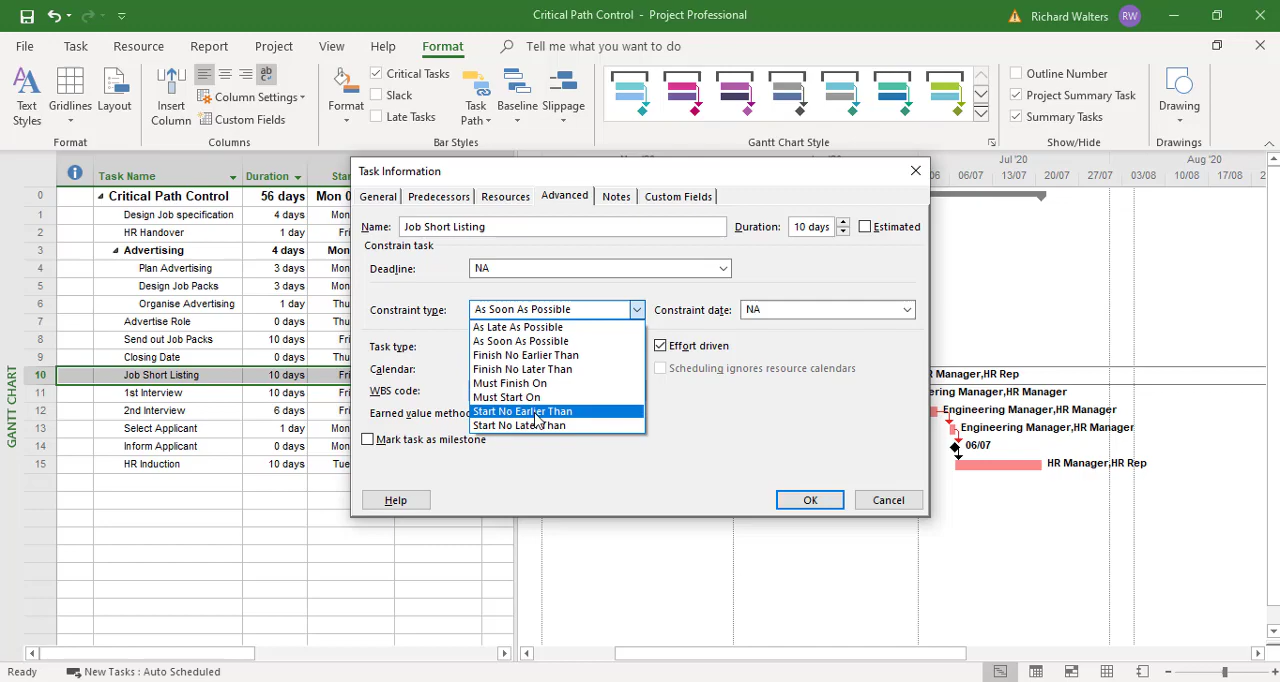 Critical Path Control - Project Professional
Richard Walters RW
File Task Resource Report Project View Help Format Tell me what you want to do
Text Styles
Gridlines
Layout
Format
Insert Column
Column Settings
Custom Fields
Columns
Format
Critical Tasks
Slack
Late Tasks
Task Path
Baseline
Slippage
Bar Styles
Gantt Chart Style
Outline Number
Project Summary Task
Summary Tasks
Show/Hide
Drawing
Drawings
Task Name Duration
Jul '20 Aug '20
06/07 13/07 20/07 27/07 03/08 10/08 17/08
0 Critical Path Control 56 days Mon 0
1 Design Job specification 4 days Mon
2 HR Handover 1 day Fri
3 Advertising 4 days Mon
4 Plan Advertising 3 days Mon
5 Design Job Packs 3 days Mon
6 Organise Advertising 1 day Thu
7 Advertise Role 1 day Fri
8 Send out Job Packs 14 days Mon
9 Closing Date 1 day Thu
10 Job Short Listing 10 days Fri
11 1st Interview 10 days Fri
12 2nd Interview 6 days Fri
13 Select Applicant 1 day Mon
14 Inform Applicant 0 days Mon
15 HR Induction 10 days Tue
GANTT CHART
Task Information
General Predecessors Resources Advanced Notes Custom Fields
Name: Job Short Listing Duration: 10 days Estimated
Constrain task
Deadline: NA
Constraint type: As Soon As Possible Constraint date: NA
As Late As Possible
As Soon As Possible
Finish No Earlier Than
Finish No Later Than
Must Finish On
Must Start On
Start No Earlier Than
Start No Later Than
Task type: Effort driven
Calendar: Scheduling ignores resource calendars
WBS code:
Earned value method
Mark task as milestone
Help OK Cancel
Manager,HR Rep
ering Manager,HR Manager
Engineering Manager,HR Manager
Engineering Manager,HR Manager
06/07
HR Manager,HR Rep
Ready New Tasks : Auto Scheduled